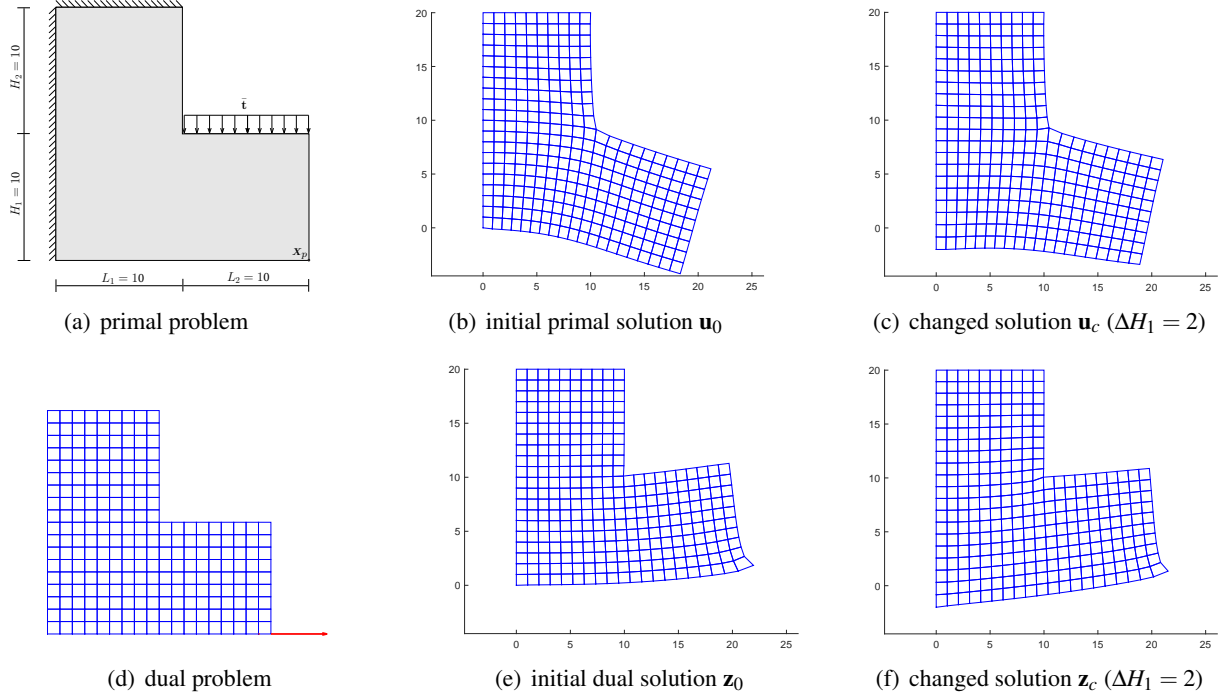 H₂ = 10
H₁ = 10
t̄
xₚ
L₁ = 10
L₂ = 10
(a) primal problem
20
15
10
5
0
0 5 10 15 20 25
(b) initial primal solution u₀
20
15
10
5
0
0 5 10 15 20 25
(c) changed solution u_c (ΔH₁ = 2)
(d) dual problem
20
15
10
5
0
0 5 10 15 20 25
(e) initial dual solution z₀
20
15
10
5
0
0 5 10 15 20 25
(f) changed solution z_c (ΔH₁ = 2)